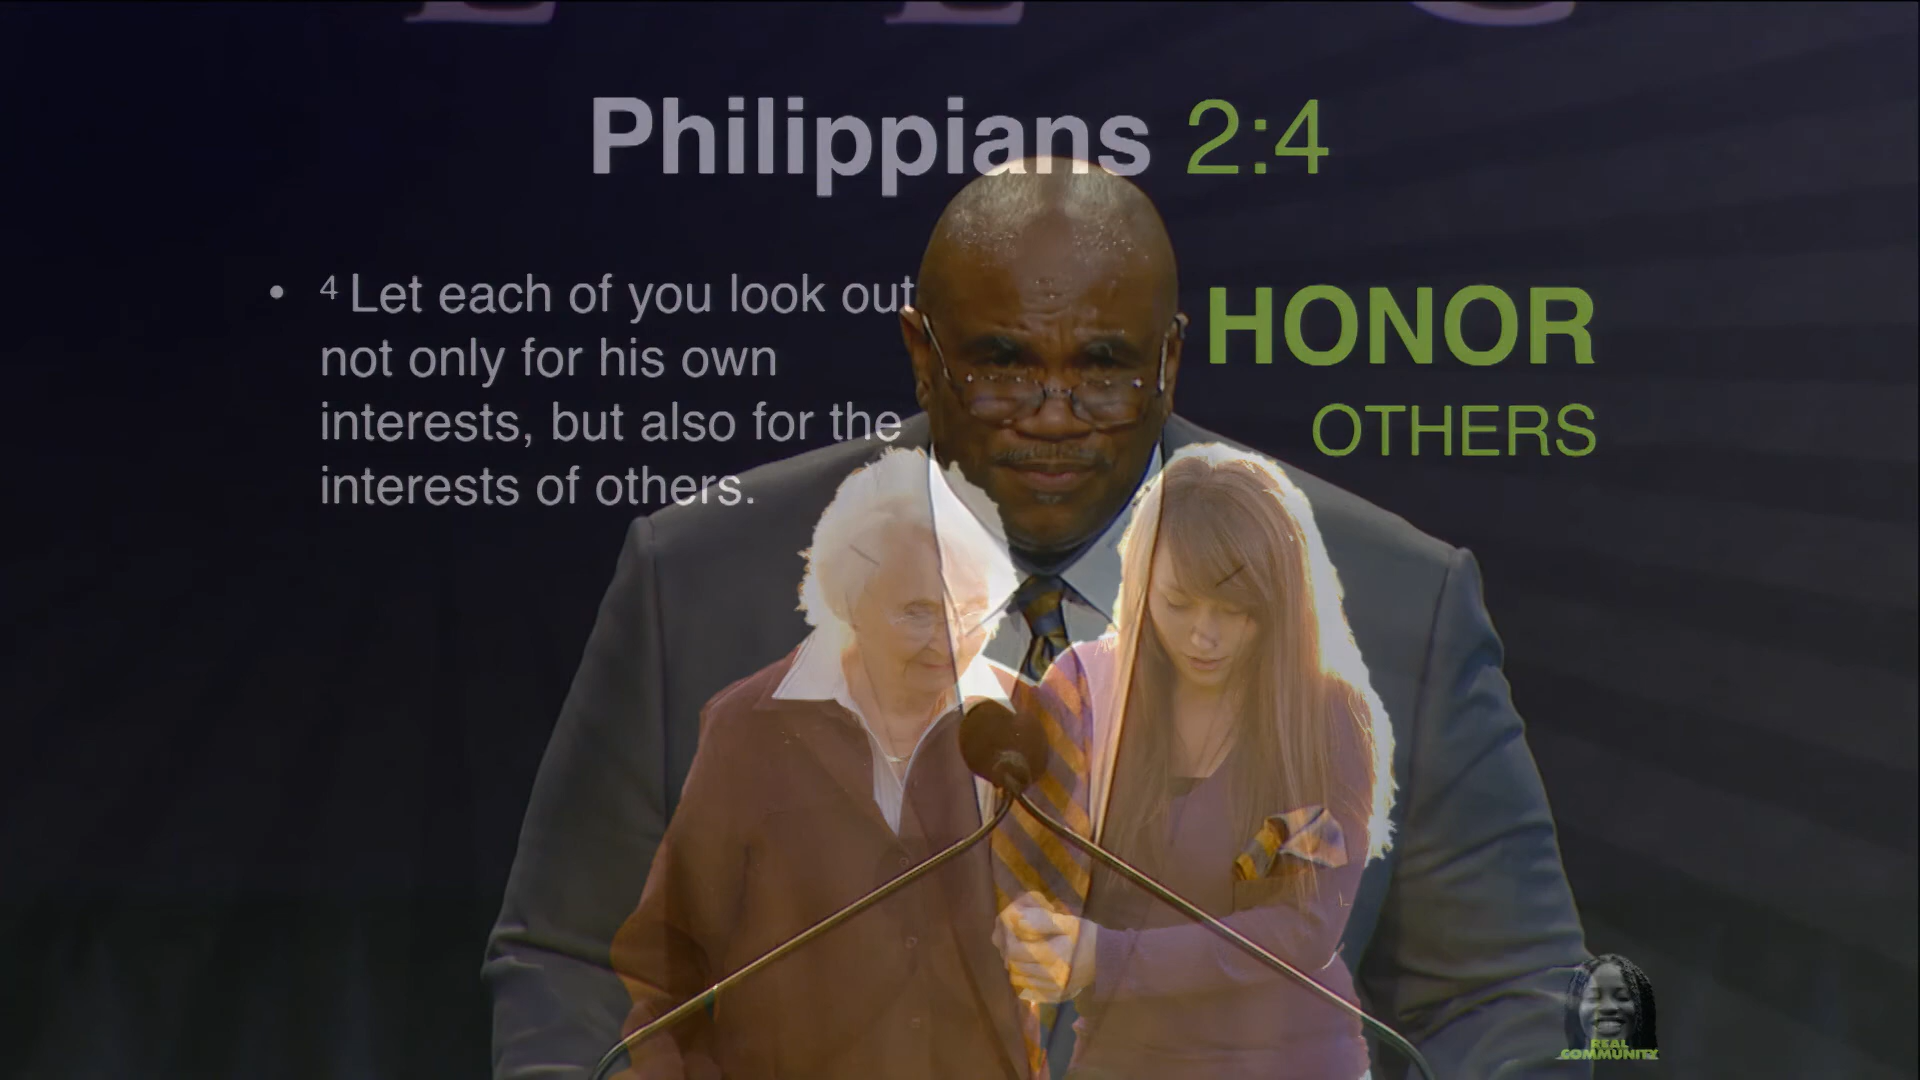 Philippians 2:4
• 4 Let each of you look out
not only for his own
interests, but also for the
interests of others.
HONOR
OTHERS
REAL
COMMUNITY